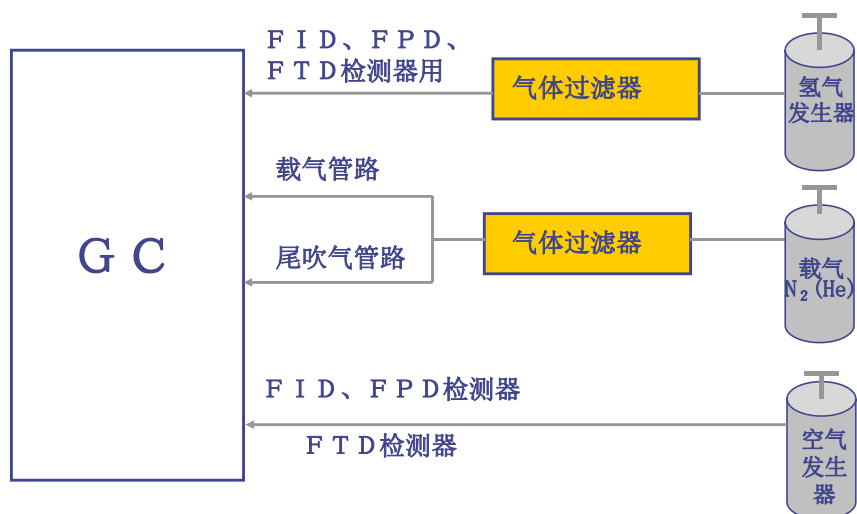 ＦＩＤ、ＦＰＤ、
ＦＴＤ检测器用
气体过滤器
氢气
发生器
载气管路
ＧＣ
尾吹气管路
气体过滤器
载气
N₂(He)
ＦＩＤ、ＦＰＤ检测器
ＦＴＤ检测器
空气
发生
器